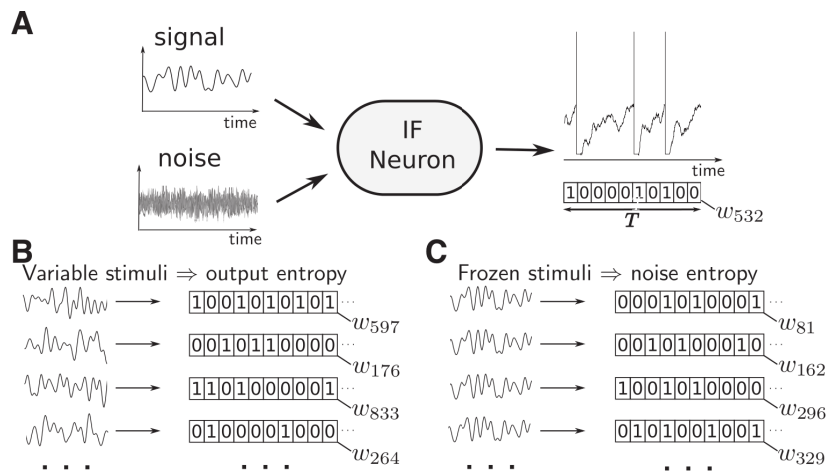 A
signal
time
noise
time
IF
Neuron
time
1000010100
T
w532
B
Variable stimuli ⇒ output entropy
1001010101 ...
w597
0010110000 ...
w176
1101000001 ...
w833
0100001000 ...
w264
. . . . . .
C
Frozen stimuli ⇒ noise entropy
0001010001 ...
w81
0010100010 ...
w162
1001010000 ...
w296
0101001001 ...
w329
. . . . . .